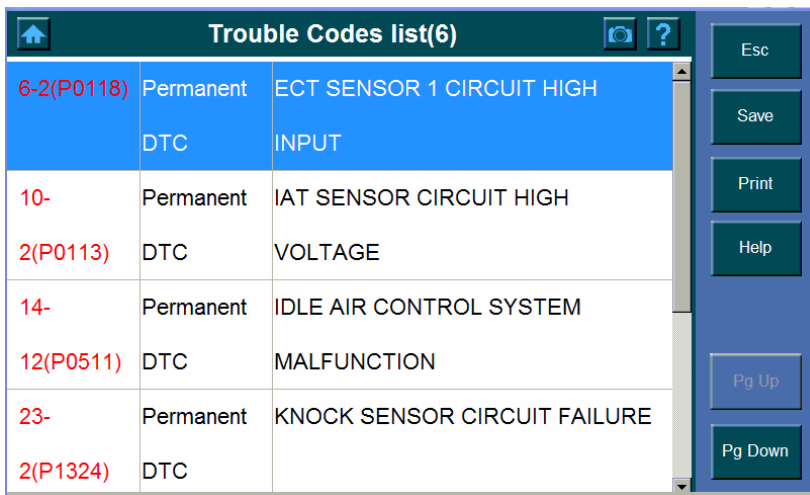 Trouble Codes list(6)
?
6-2(P0118) Permanent ECT SENSOR 1 CIRCUIT HIGH
DTC INPUT
10- Permanent IAT SENSOR CIRCUIT HIGH
2(P0113) DTC VOLTAGE
14- Permanent IDLE AIR CONTROL SYSTEM
12(P0511) DTC MALFUNCTION
23- Permanent KNOCK SENSOR CIRCUIT FAILURE
2(P1324) DTC
Esc
Save
Print
Help
Pg Up
Pg Down